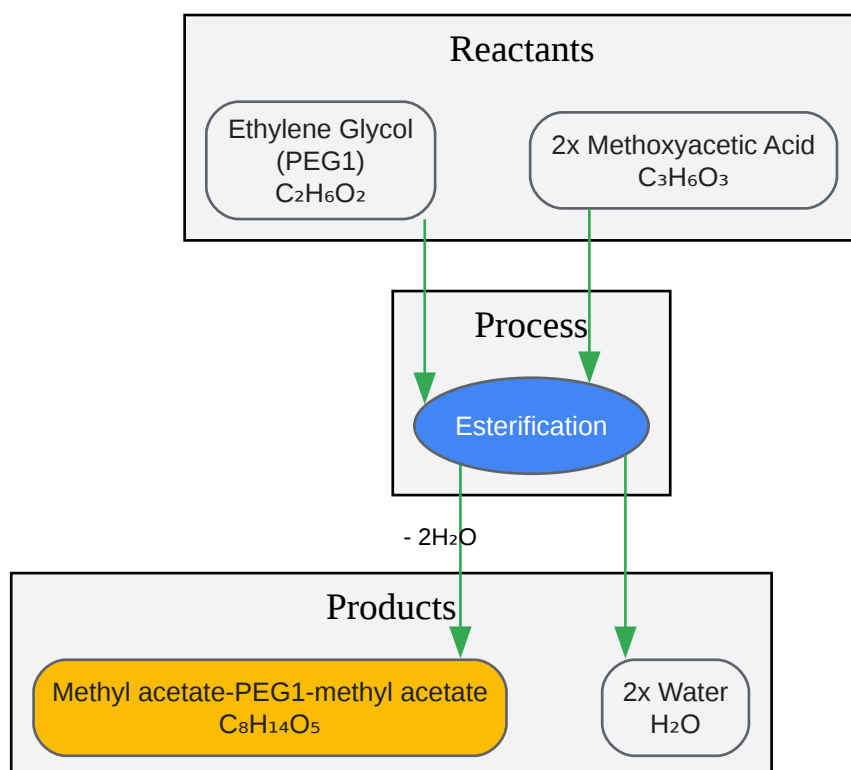 Reactants
Ethylene Glycol
(PEG1)
C₂H₆O₂
2x Methoxyacetic Acid
C₃H₆O₃
Process
Esterification
- 2H₂O
Products
Methyl acetate-PEG1-methyl acetate
C₈H₁₄O₅
2x Water
H₂O